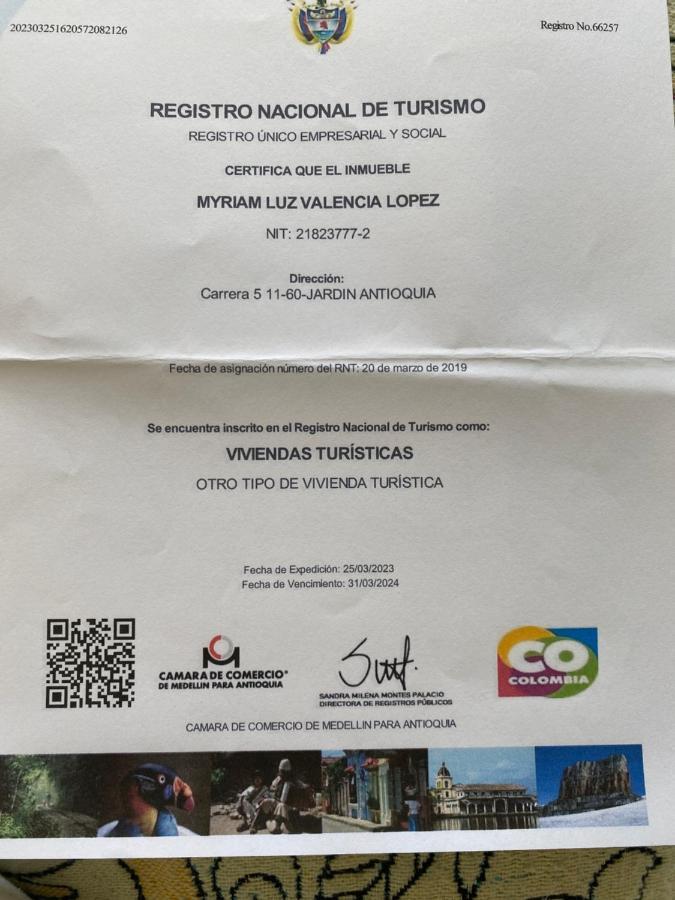 202303251620572082126
Registro No.66257
REGISTRO NACIONAL DE TURISMO
REGISTRO ÚNICO EMPRESARIAL Y SOCIAL
CERTIFICA QUE EL INMUEBLE
MYRIAM LUZ VALENCIA LOPEZ
NIT: 21823777-2
Dirección:
Carrera 5 11-60-JARDIN ANTIOQUIA
Fecha de asignación número del RNT: 20 de marzo de 2019
Se encuentra inscrito en el Registro Nacional de Turismo como:
VIVIENDAS TURÍSTICAS
OTRO TIPO DE VIVIENDA TURÍSTICA
Fecha de Expedición: 25/03/2023
Fecha de Vencimiento: 31/03/2024
CAMARA DE COMERCIO®
DE MEDELLIN PARA ANTIOQUIA
SANDRA MILENA MONTES PALACIO
DIRECTORA DE REGISTROS PÚBLICOS
CO
COLOMBIA
CAMARA DE COMERCIO DE MEDELLIN PARA ANTIOQUIA